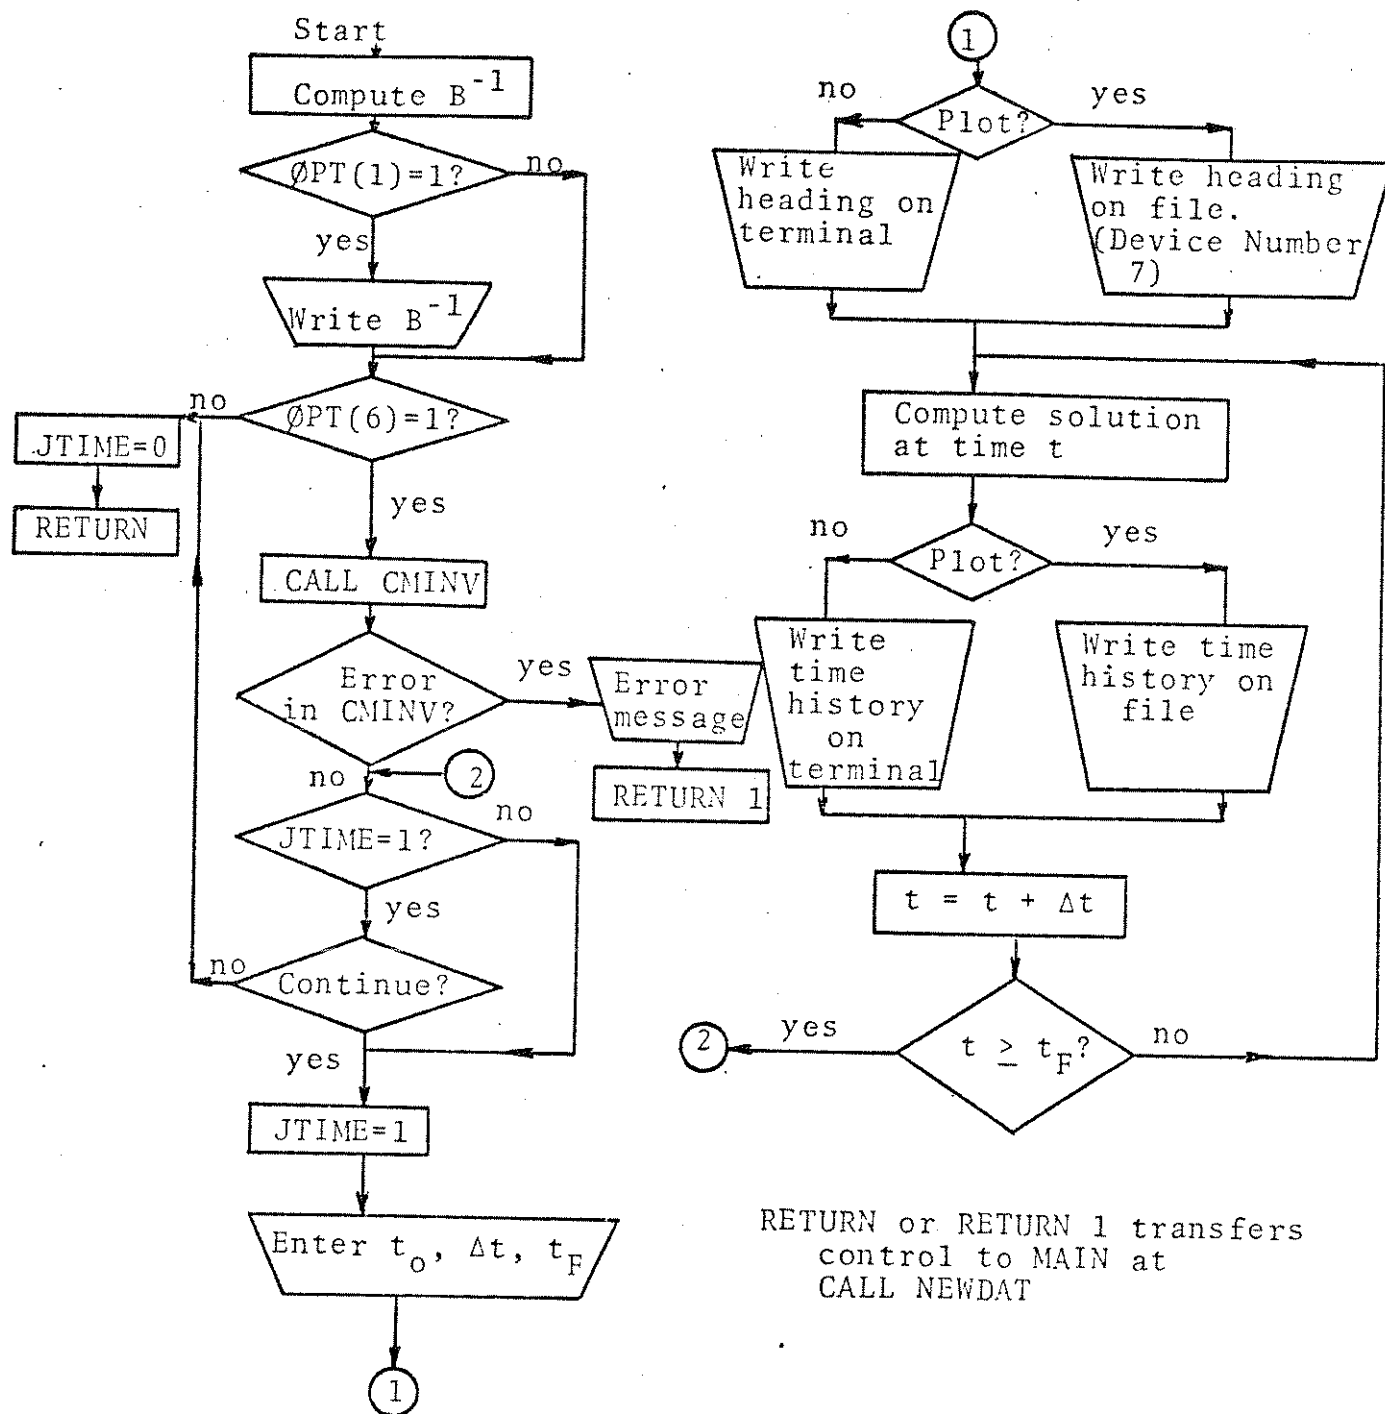 Start
Compute B⁻¹
ØPT(1)=1?
no
yes
Write B⁻¹
ØPT(6)=1?
no
JTIME=0
RETURN
yes
CALL CMINV
Error
in CMINV?
yes
Error
message
RETURN 1
no
2
JTIME=1?
no
yes
Continue?
no
yes
JTIME=1
Enter t₀, Δt, t_F
1
1
Plot?
no
yes
Write
heading on
terminal
Write heading
on file.
(Device Number
7)
Compute solution
at time t
Plot?
no
yes
Write
time
history
on
terminal
Write time
history on
file
t = t + Δt
t ≥ t_F?
yes
2
no
RETURN or RETURN 1 transfers
control to MAIN at
CALL NEWDAT